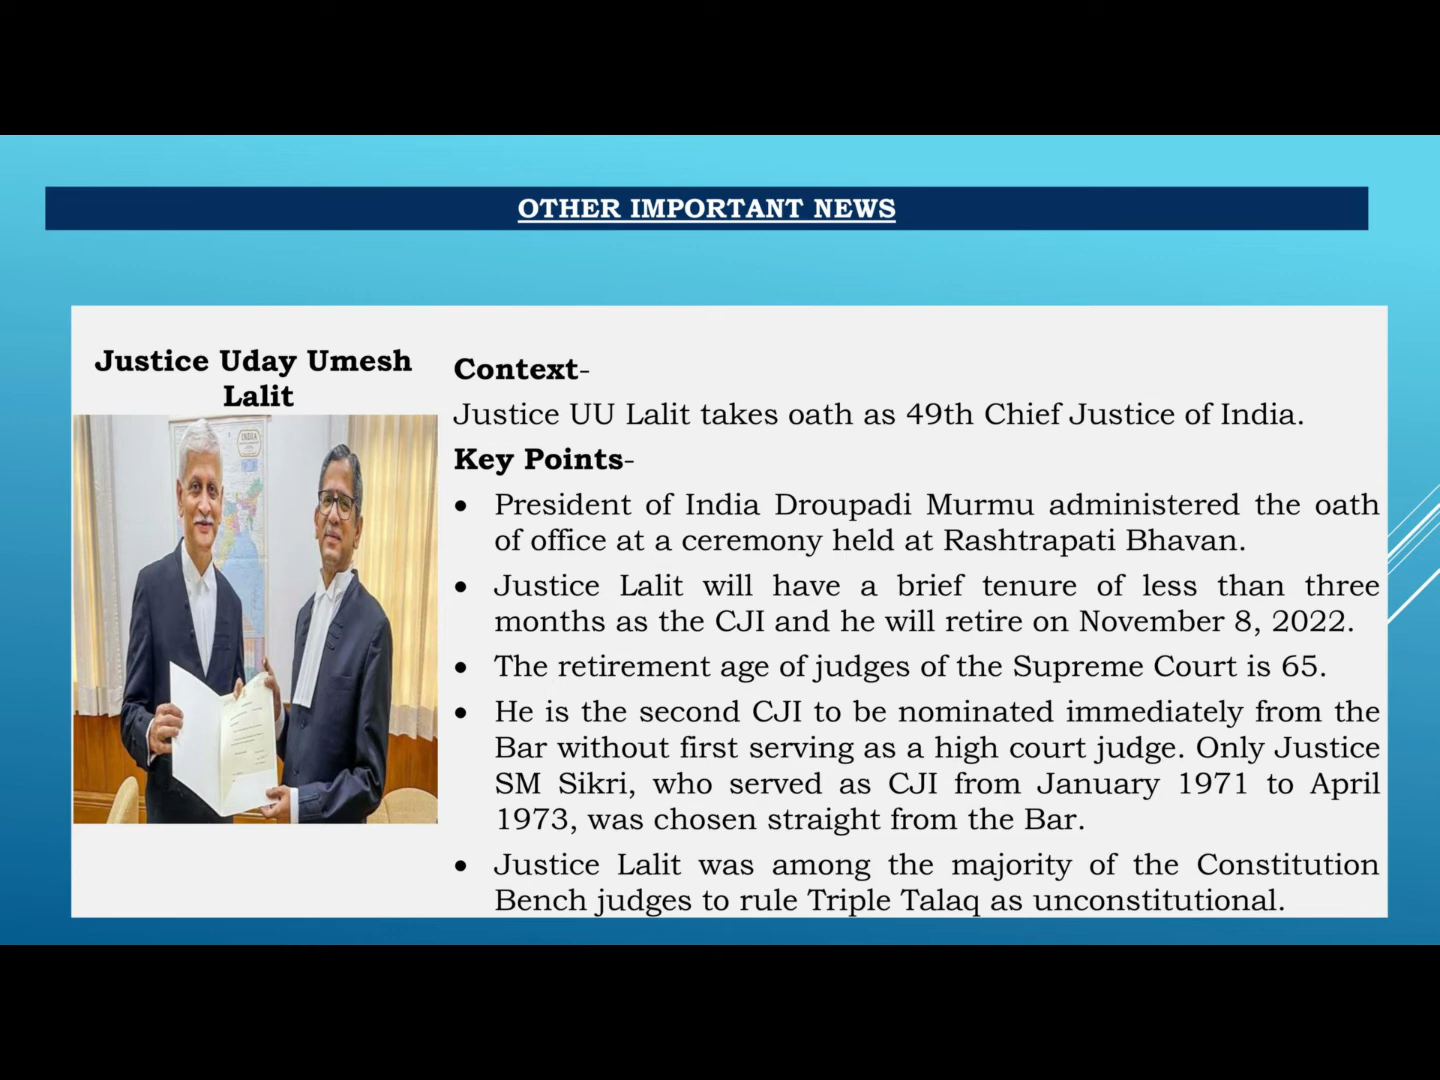 OTHER IMPORTANT NEWS
Justice Uday Umesh
Lalit
INDIA
Context-
Justice UU Lalit takes oath as 49th Chief Justice of India.
Key Points-
• President of India Droupadi Murmu administered the oath
of office at a ceremony held at Rashtrapati Bhavan.
• Justice Lalit will have a brief tenure of less than three
months as the CJI and he will retire on November 8, 2022.
• The retirement age of judges of the Supreme Court is 65.
• He is the second CJI to be nominated immediately from the
Bar without first serving as a high court judge. Only Justice
SM Sikri, who served as CJI from January 1971 to April
1973, was chosen straight from the Bar.
• Justice Lalit was among the majority of the Constitution
Bench judges to rule Triple Talaq as unconstitutional.